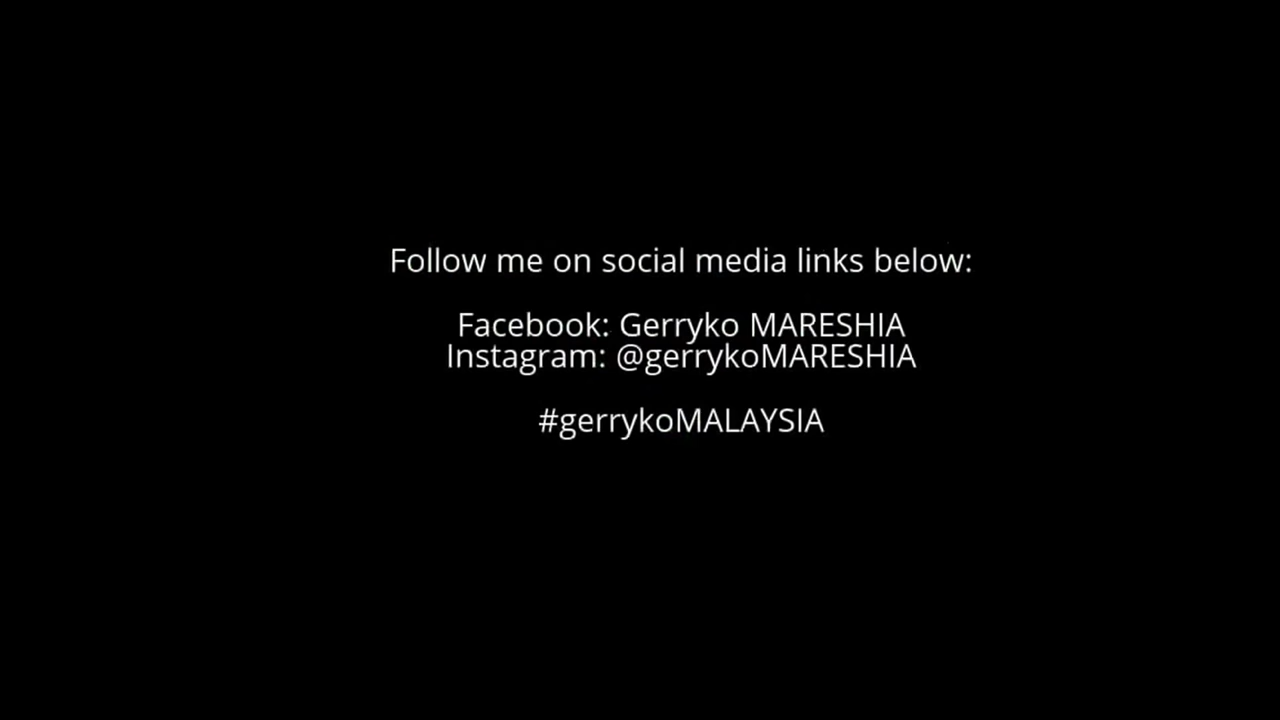 Follow me on social media links below:
Facebook: Gerryko MARESHIA
Instagram: @gerrykoMARESHIA
#gerrykoMALAYSIA